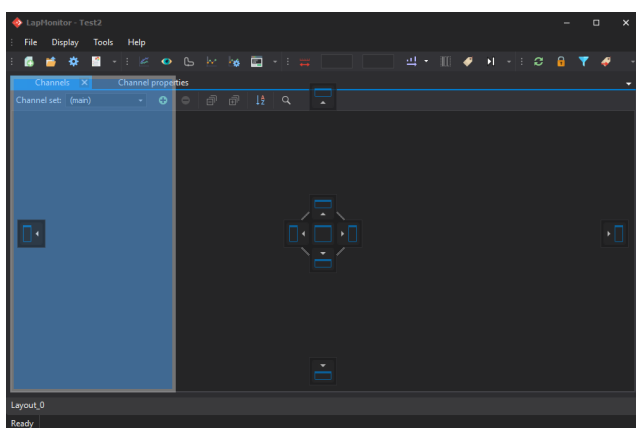 LapMonitor - Test2
File Display Tools Help
Channels Channel properties
Channel set: (main)
Layout_0
Ready